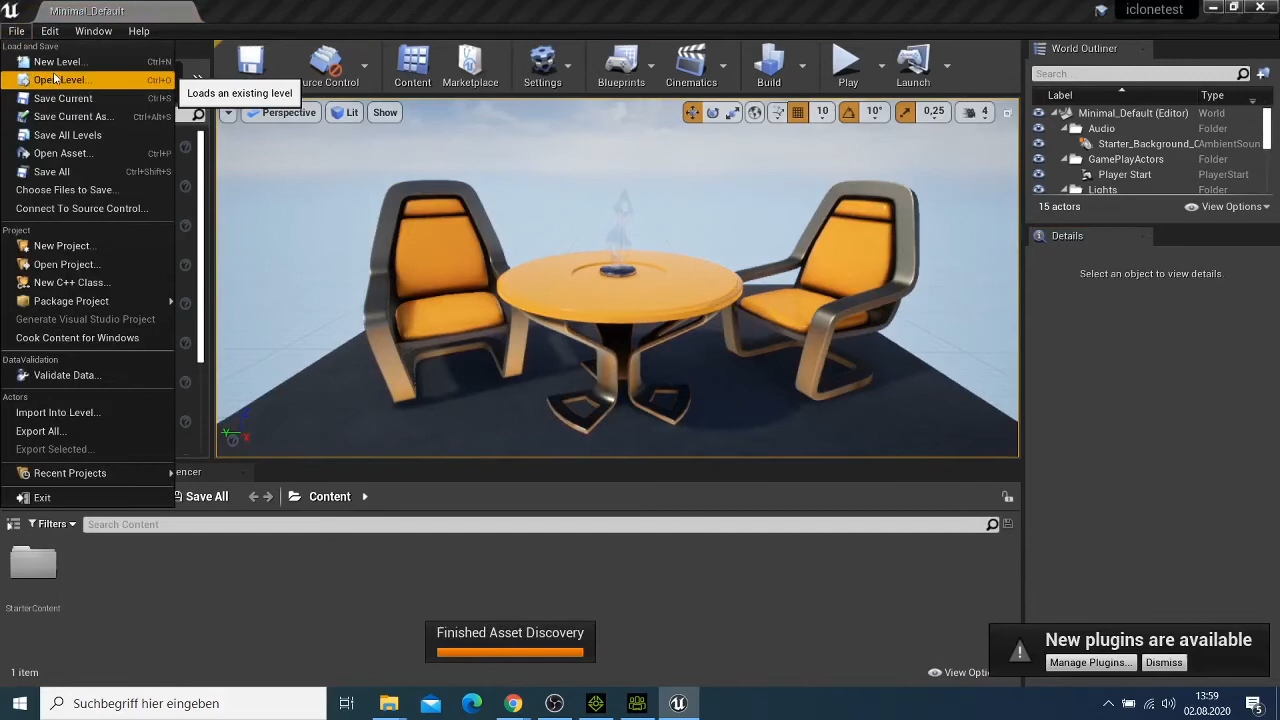 Minimal_Default
iclonetest
File Edit Window Help
Load and Save
New Level... Ctrl+N
Open Level... Ctrl+O
Save Current Ctrl+S
Save Current As... Ctrl+Alt+S
Save All Levels
Open Asset... Ctrl+P
Save All Ctrl+Shift+S
Choose Files to Save...
Connect To Source Control...
Project
New Project...
Open Project...
New C++ Class...
Package Project
Generate Visual Studio Project
Cook Content for Windows
DataValidation
Validate Data...
Actors
Import Into Level...
Export All...
Export Selected...
Recent Projects
Exit
Loads an existing level
Control Content Marketplace Settings Blueprints Cinematics Build Play Launch
Perspective Lit Show
10 10° 0,25 4
World Outliner
Search...
Label Type
Minimal_Default (Editor) World
Audio Folder
Starter_Background_C AmbientSoun
GamePlayActors Folder
Player Start PlayerStart
Lights Folder
15 actors View Options
Details
Select an object to view details.
encer
Save All Content
Filters Search Content
StarterContent
Finished Asset Discovery
New plugins are available
Manage Plugins... Dismiss
1 item View Optio
Suchbegriff hier eingeben
13:59
02.08.2020
5